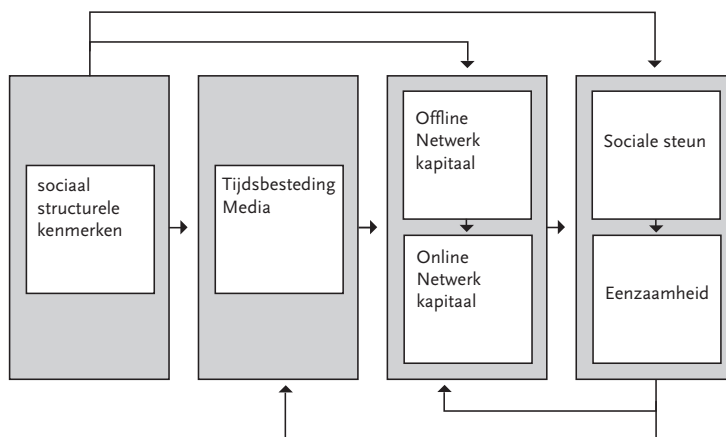 sociaal
structurele
kenmerken
Tijdsbesteding
Media
Offline
Netwerk
kapitaal
Online
Netwerk
kapitaal
Sociale steun
Eenzaamheid